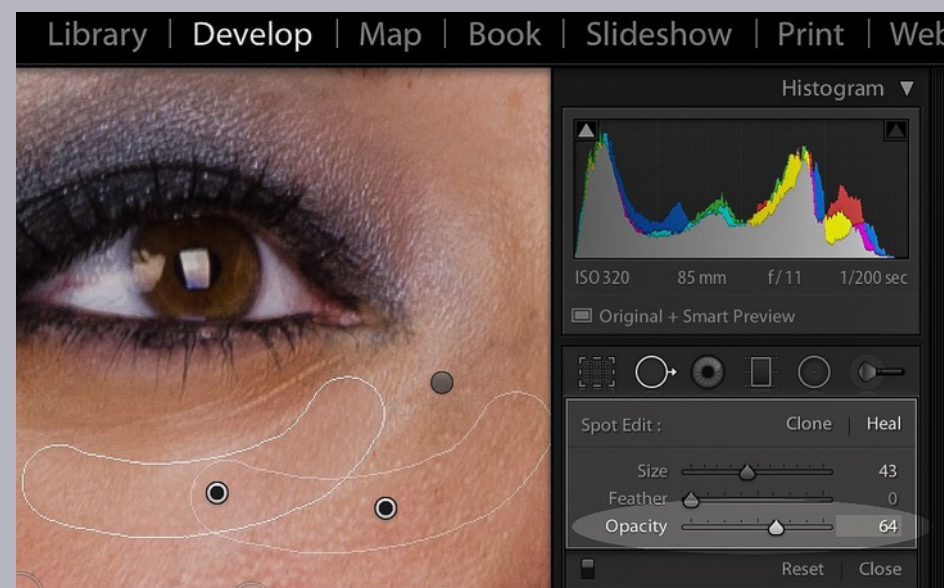 Library | Develop | Map | Book | Slideshow | Print | Web
Histogram
ISO 320 85 mm f / 11 1/200 sec
Original + Smart Preview
Spot Edit : Clone | Heal
Size 43
Feather 0
Opacity 64
Reset | Close